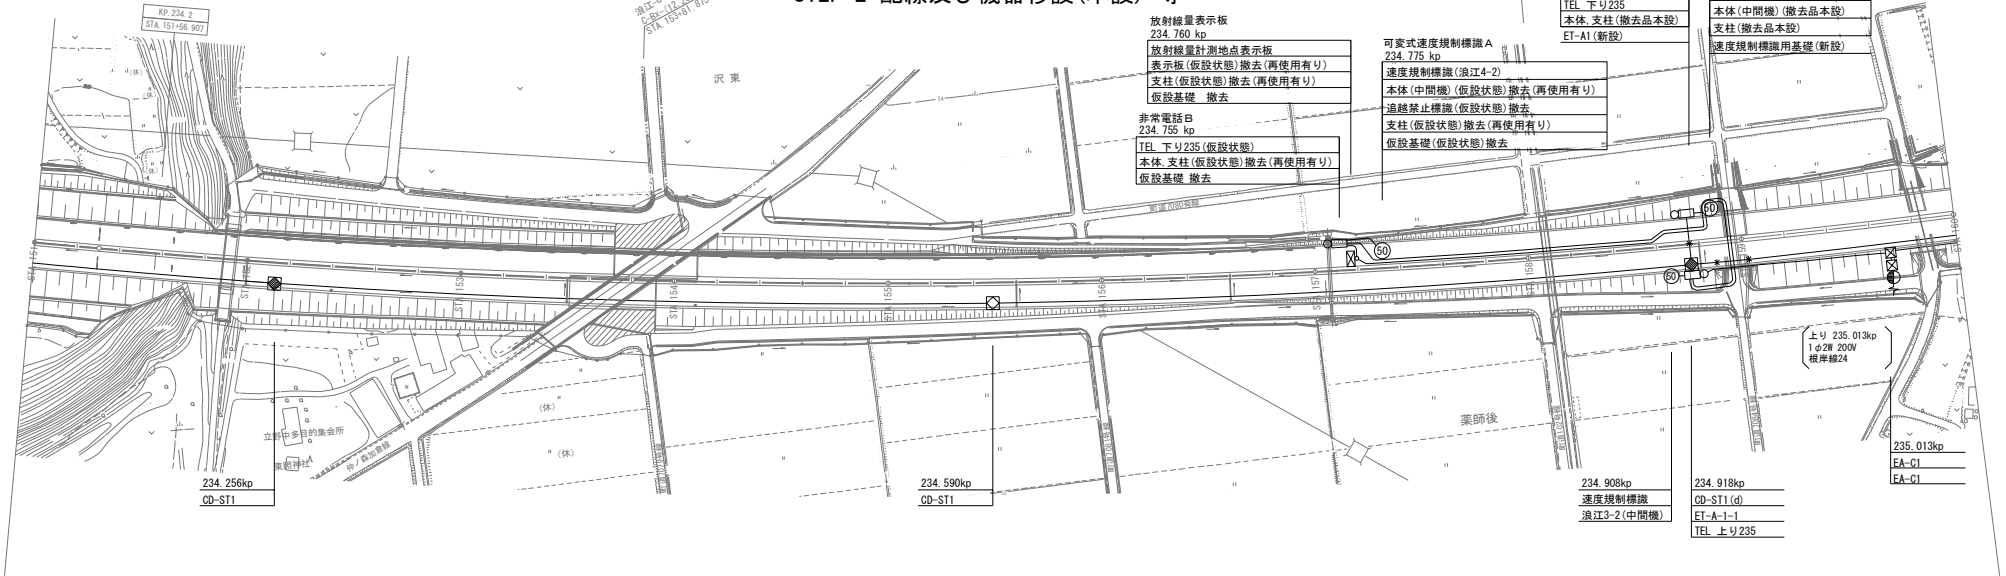 KP.234.2
STA.151+56.907
沢東
放射線量表示板
234.760 kp
放射線量計測地点表示板
表示板(仮設状態)撤去(再使用有り)
支柱(仮設状態)撤去(再使用有り)
仮設基礎 撤去
非常電話B
234.755 kp
TEL 下り235(仮設状態)
本体,支柱(仮設状態)撤去(再使用有り)
仮設基礎 撤去
可変式速度規制標識A
234.775 kp
速度規制標識(浪江4-2)
本体(中間機)(仮設状態)撤去(再使用有り)
追越禁止標識(仮設状態)撤去
支柱(仮設状態)撤去(再使用有り)
仮設基礎(仮設状態)撤去
TEL 下り235
本体,支柱(撤去品本設)
ET-A1(新設)
本体(中間機)(撤去品本設)
支柱(撤去品本設)
速度規制標識用基礎(新設)
50
50
50
STA.153
STA.154
STA.155
STA.156
上り 235.013kp
1φ2W 200V
根岸線24
立野中多目的集会所
(休)
(休)
薬師後
234.256kp
CD-ST1
234.590kp
CD-ST1
234.908kp
速度規制標識
浪江3-2(中間機)
234.918kp
CD-ST1(d)
ET-A-1-1
TEL 上り235
235.013kp
EA-C1
EA-C1